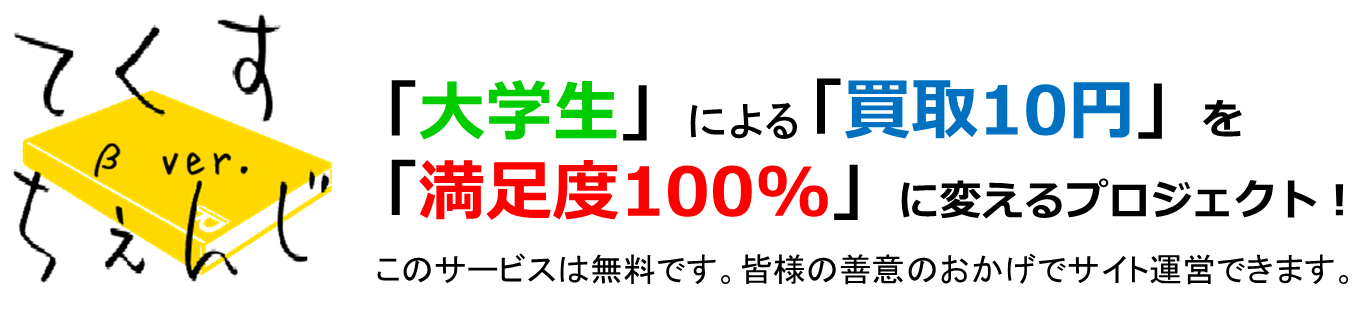 てくす
β ver.
ちぇんじ
「大学生」による「買取10円」を
「満足度100%」に変えるプロジェクト！
このサービスは無料です。皆様の善意のおかげでサイト運営できます。